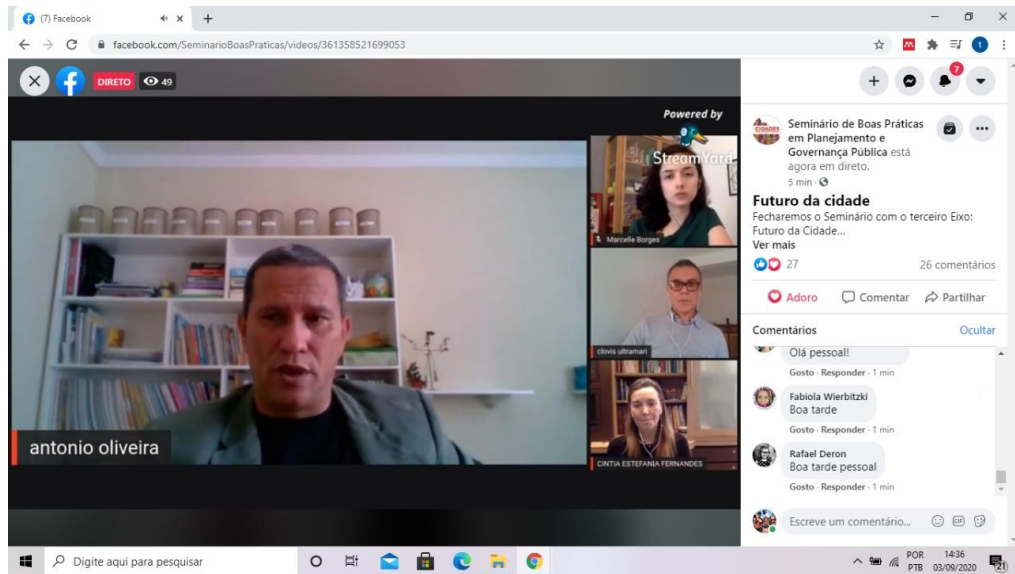 (7) Facebook
facebook.com/SeminarioBoasPraticas/videos/361358521699053
DIRETO 49
Powered by
StreamYard
antonio oliveira
Marcelle Borges
clovis ultramari
CINTIA ESTEFANIA FERNANDES
7
CIDADES
Seminário de Boas Práticas
em Planejamento e
Governança Pública está
agora em direto.
5 min ·
Futuro da cidade
Fecharemos o Seminário com o terceiro Eixo:
Futuro da Cidade...
Ver mais
27
26 comentários
Adoro
Comentar
Partilhar
Comentários
Ocultar
Olá pessoal!
Gosto · Responder · 1 min
Fabiola Wierbitzki
Boa tarde
Gosto · Responder · 1 min
Rafael Deron
Boa tarde pessoal
Gosto · Responder · 1 min
Escreve um comentário...
GIF
Digite aqui para pesquisar
POR
PTB
14:36
03/09/2020
21